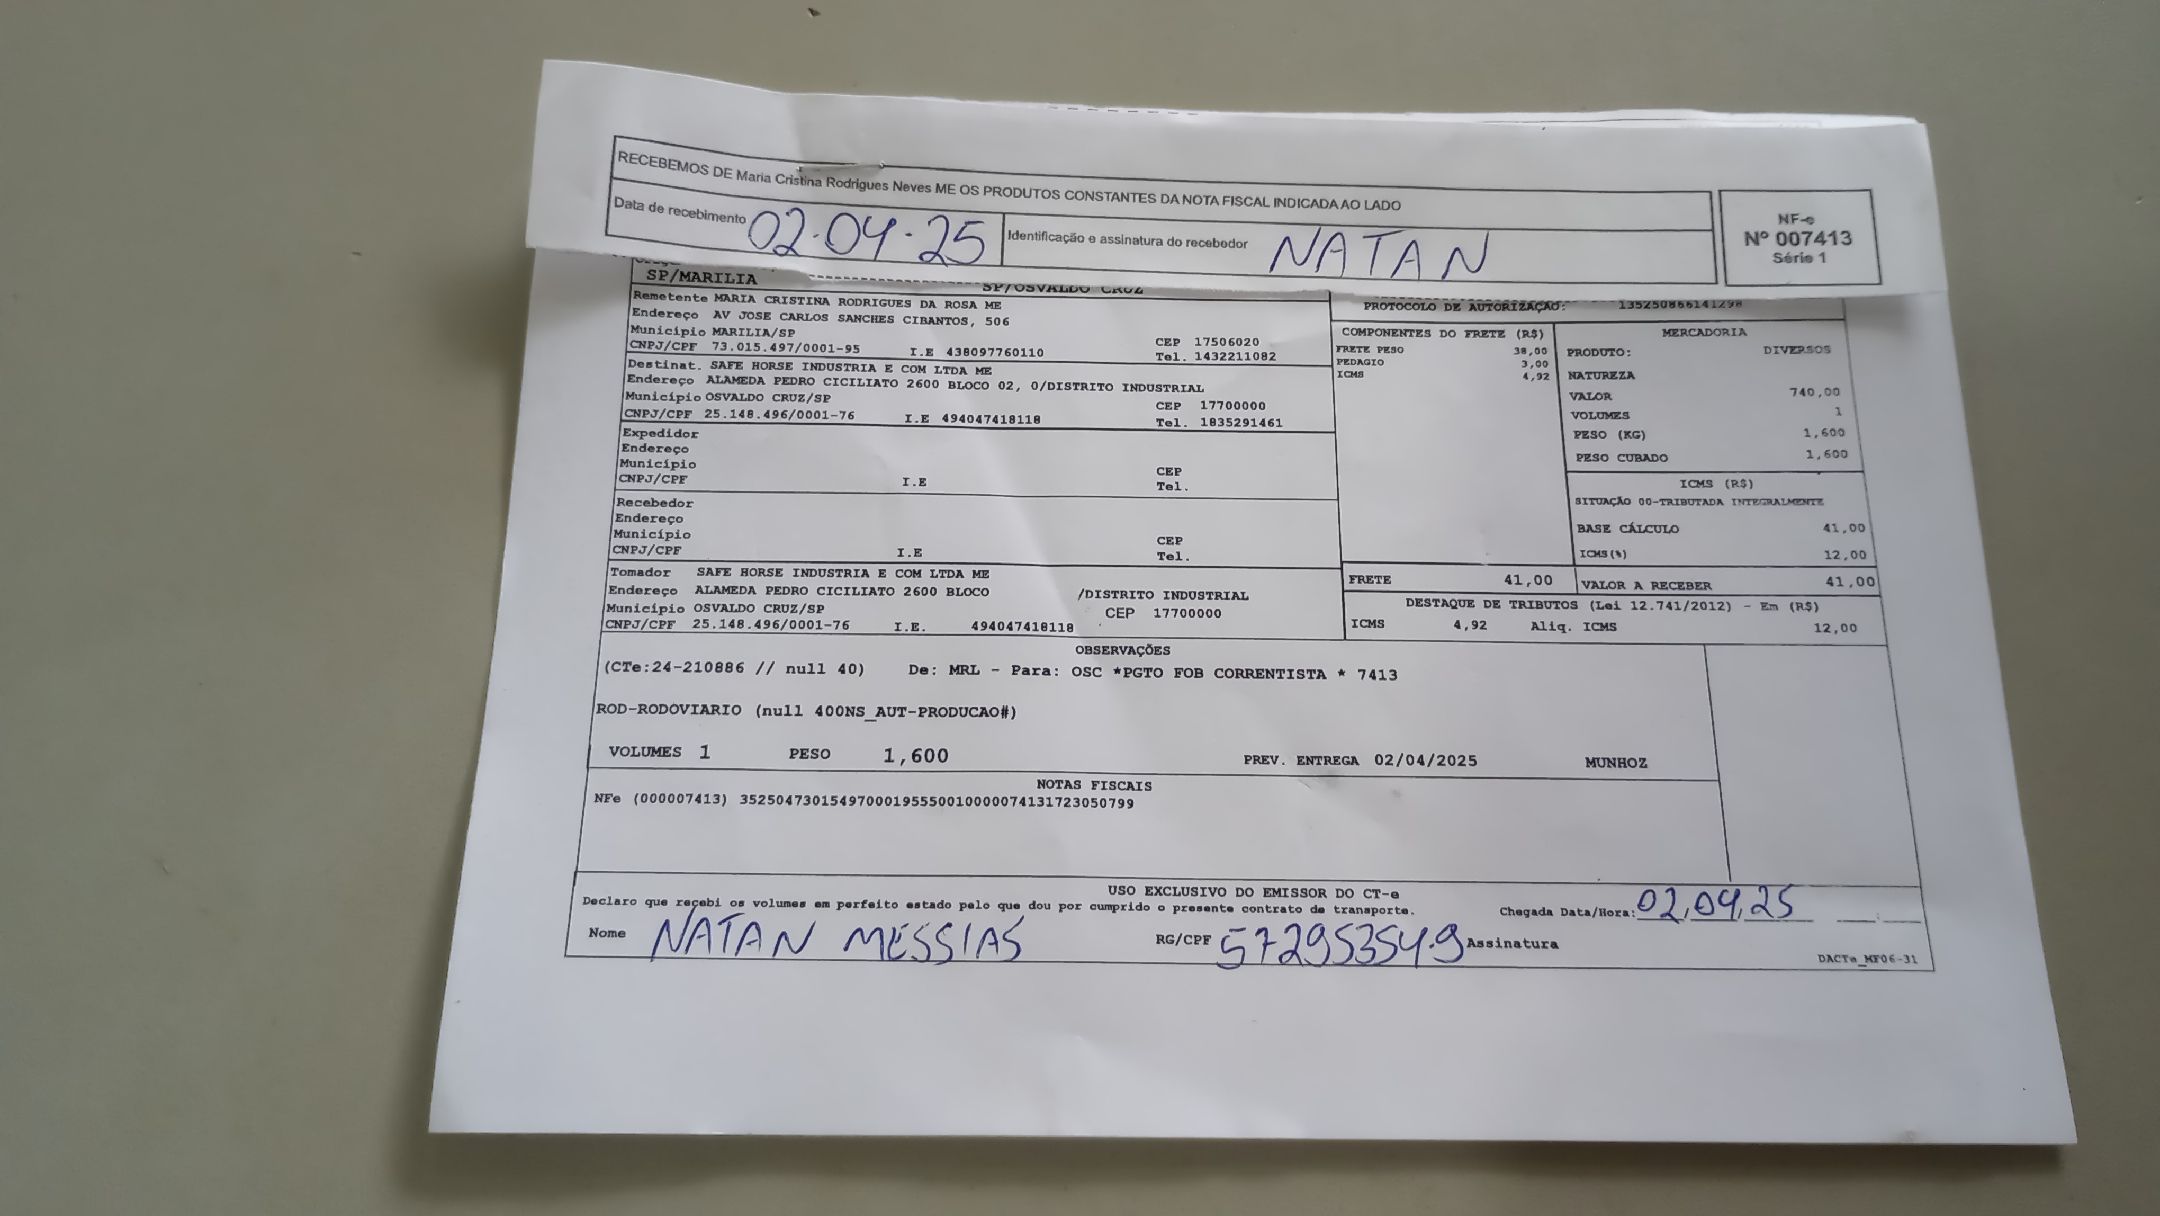 RECEBEMOS DE Maria Cristina Rodrigues Neves ME OS PRODUTOS CONSTANTES DA NOTA FISCAL INDICADA AO LADO
Data de recebimento 02.04.25 Identificação e assinatura do recebedor NATAN
NF-e
Nº 007413
Série 1
SP/MARILIA SP/OSVALDO CRUZ
Remetente MARIA CRISTINA RODRIGUES DA ROSA ME
Endereço AV JOSE CARLOS SANCHES CIBANTOS, 506
Município MARILIA/SP CEP 17506020
CNPJ/CPF 73.015.497/0001-95 I.E 438097760110 Tel. 1432211082
Destinat. SAFE HORSE INDUSTRIA E COM LTDA ME
Endereço ALAMEDA PEDRO CICILIATO 2600 BLOCO 02, 0/DISTRITO INDUSTRIAL
Município OSVALDO CRUZ/SP CEP 17700000
CNPJ/CPF 25.148.496/0001-76 I.E 494047418118 Tel. 1835291461
Expedidor
Endereço
Município CEP
CNPJ/CPF I.E Tel.
Recebedor
Endereço
Município CEP
CNPJ/CPF I.E Tel.
Tomador SAFE HORSE INDUSTRIA E COM LTDA ME
Endereço ALAMEDA PEDRO CICILIATO 2600 BLOCO /DISTRITO INDUSTRIAL
Município OSVALDO CRUZ/SP CEP 17700000
CNPJ/CPF 25.148.496/0001-76 I.E. 494047418118
PROTOCOLO DE AUTORIZAÇÃO: 135250866141298
COMPONENTES DO FRETE (R$)
FRETE PESO 38,00
PEDAGIO 3,00
ICMS 4,92
MERCADORIA
PRODUTO: DIVERSOS
NATUREZA
VALOR 740,00
VOLUMES 1
PESO (KG) 1,600
PESO CUBADO 1,600
ICMS (R$)
SITUAÇÃO 00-TRIBUTADA INTEGRALMENTE
BASE CÁLCULO 41,00
ICMS(%) 12,00
FRETE 41,00 VALOR A RECEBER 41,00
DESTAQUE DE TRIBUTOS (Lei 12.741/2012) - Em (R$)
ICMS 4,92 Aliq. ICMS 12,00
OBSERVAÇÕES
(CTe:24-210886 // null 40) De: MRL - Para: OSC *PGTO FOB CORRENTISTA * 7413
ROD-RODOVIARIO (null 400NS_AUT-PRODUCAO#)
VOLUMES 1 PESO 1,600 PREV. ENTREGA 02/04/2025 MUNHOZ
NOTAS FISCAIS
NFe (000007413) 35250473015497000195550010000074131723050799
USO EXCLUSIVO DO EMISSOR DO CT-e
Declaro que recebi os volumes em perfeito estado pelo que dou por cumprido o presente contrato de transporte. Chegada Data/Hora: 02,04,25
Nome NATAN MESSIAS RG/CPF 57295354.9 Assinatura
DACTe_MF06-31